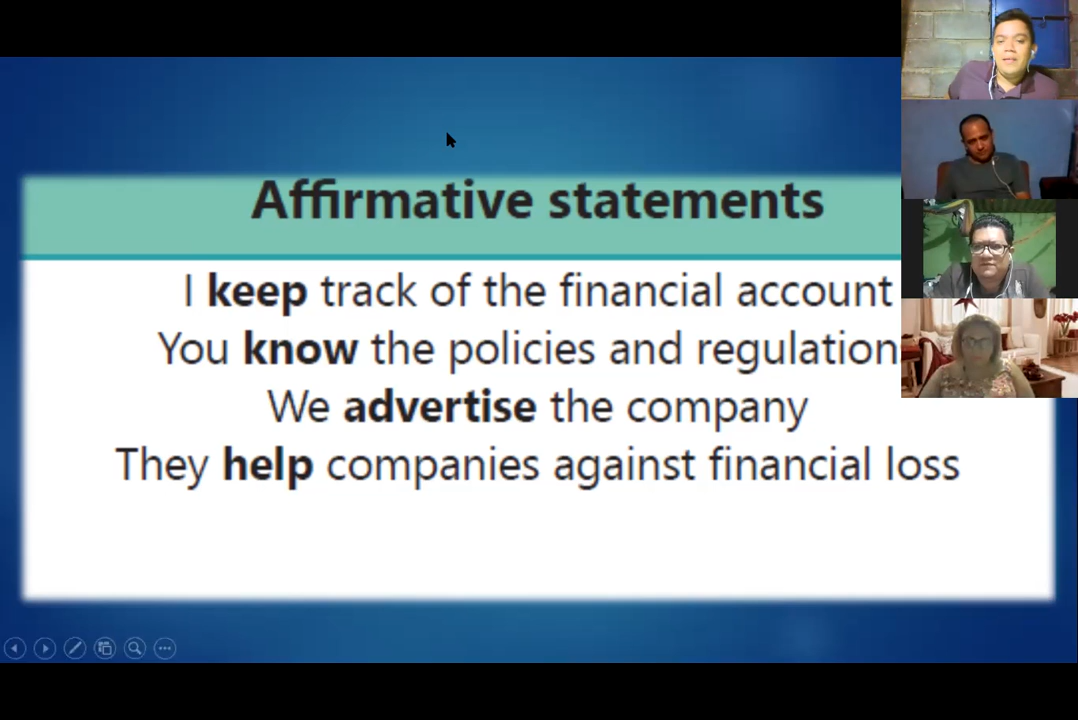 Affirmative statements
I keep track of the financial account
You know the policies and regulation
We advertise the company
They help companies against financial loss